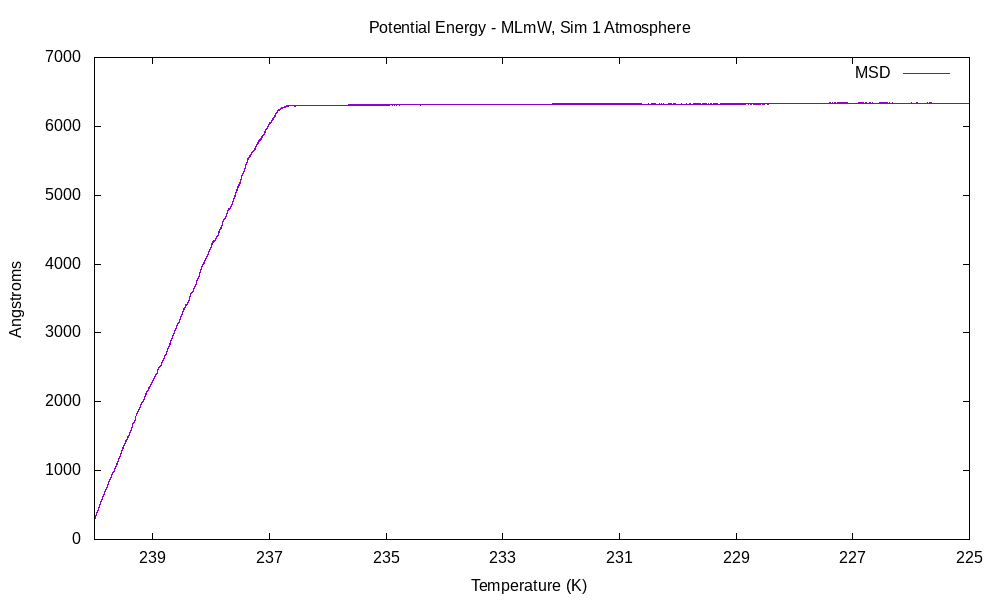 Potential Energy - MLmW, Sim 1 Atmosphere
MSD
7000
6000
5000
4000
3000
2000
1000
0
Angstroms
239 237 235 233 231 229 227 225
Temperature (K)